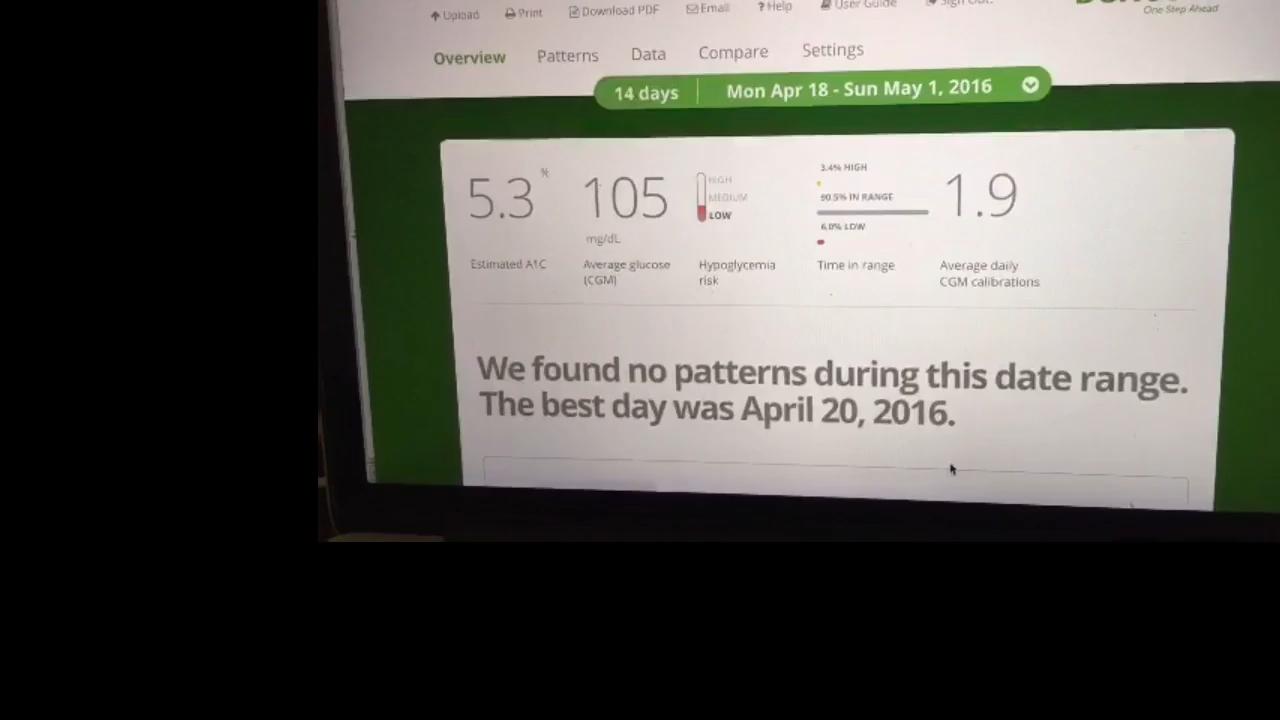 Upload Print Download PDF Email Help User Guide Sign Out
One Step Ahead
Overview Patterns Data Compare Settings
14 days Mon Apr 18 - Sun May 1, 2016
5.3 %
Estimated A1C
105
mg/dL
Average glucose
(CGM)
HIGH
MEDIUM
LOW
Hypoglycemia
risk
3.4% HIGH
90.5% IN RANGE
6.0% LOW
Time in range
1.9
Average daily
CGM calibrations
We found no patterns during this date range.
The best day was April 20, 2016.